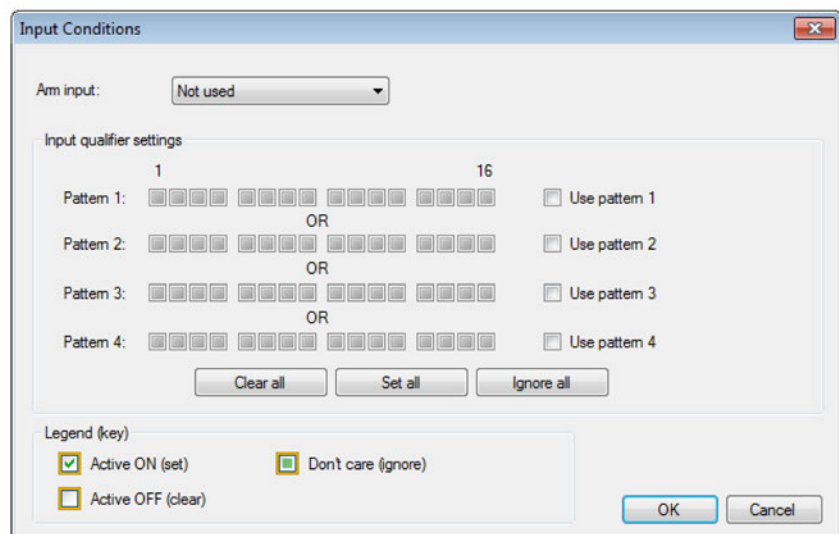 Input Conditions
Arm input: Not used
Input qualifier settings
1 16
Pattern 1: Use pattern 1
OR
Pattern 2: Use pattern 2
OR
Pattern 3: Use pattern 3
OR
Pattern 4: Use pattern 4
Clear all Set all Ignore all
Legend (key)
Active ON (set) Don't care (ignore)
Active OFF (clear)
OK Cancel